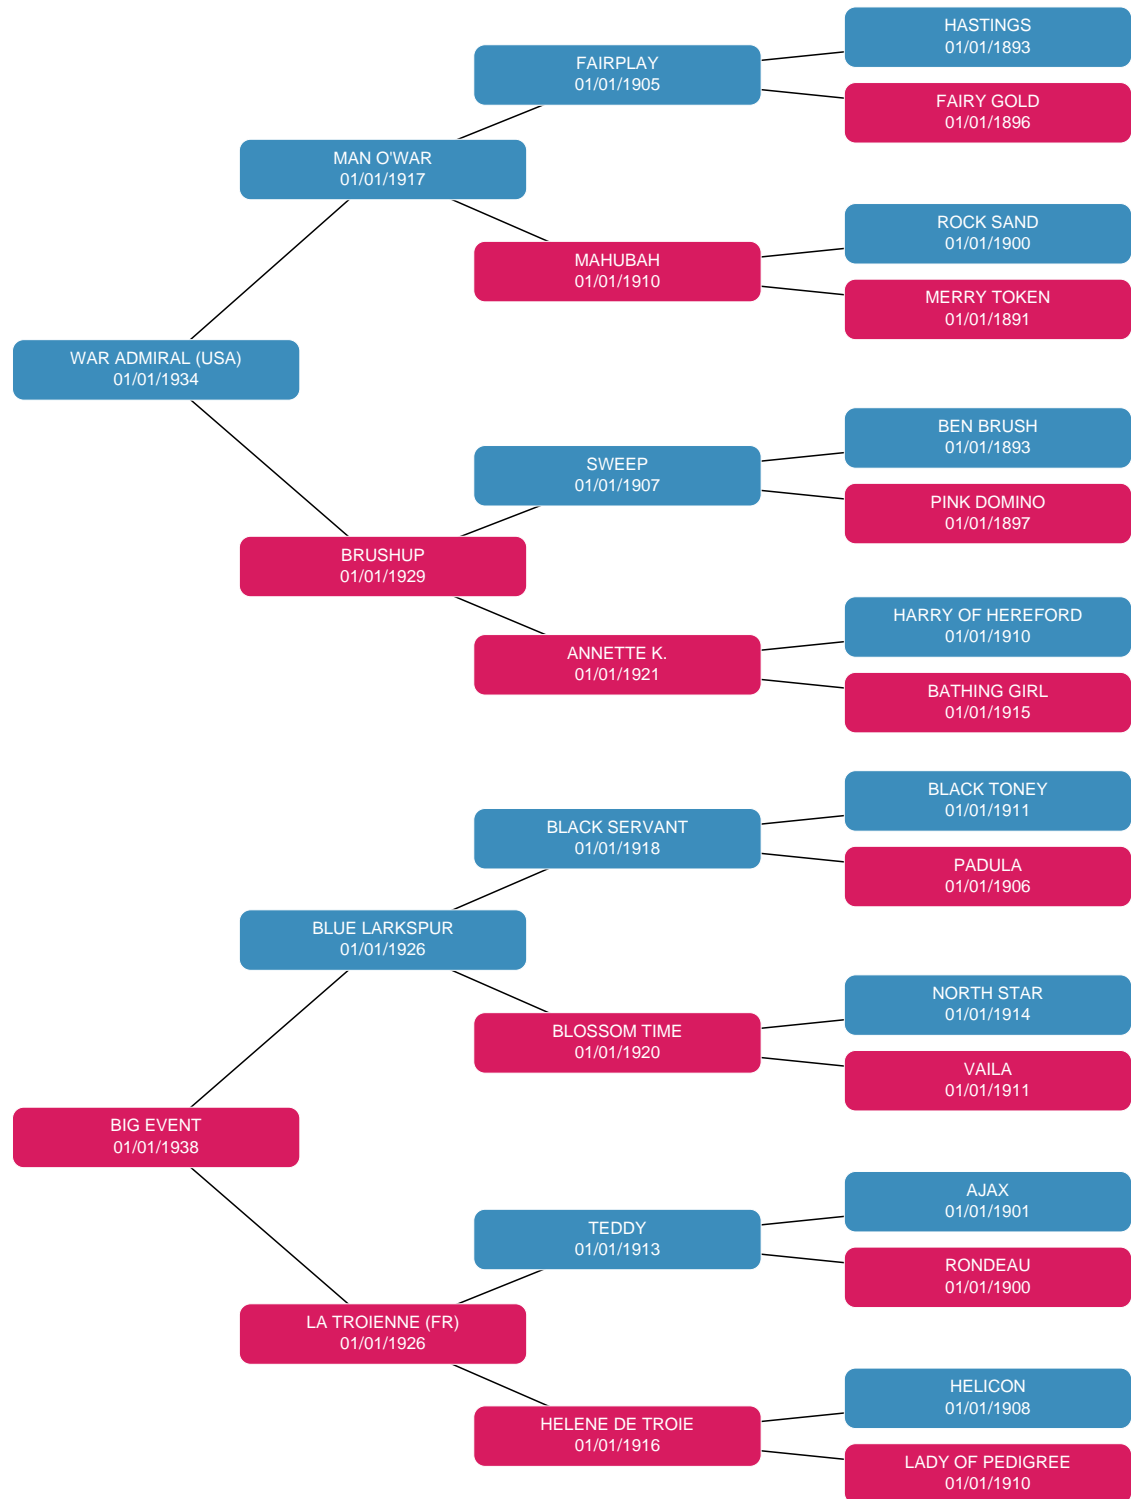 HASTINGS
01/01/1893
FAIRPLAY
01/01/1905
FAIRY GOLD
01/01/1896
MAN O'WAR
01/01/1917
ROCK SAND
01/01/1900
MAHUBAH
01/01/1910
MERRY TOKEN
01/01/1891
WAR ADMIRAL (USA)
01/01/1934
BEN BRUSH
01/01/1893
SWEEP
01/01/1907
PINK DOMINO
01/01/1897
BRUSHUP
01/01/1929
HARRY OF HEREFORD
01/01/1910
ANNETTE K.
01/01/1921
BATHING GIRL
01/01/1915
BLACK TONEY
01/01/1911
BLACK SERVANT
01/01/1918
PADULA
01/01/1906
BLUE LARKSPUR
01/01/1926
NORTH STAR
01/01/1914
BLOSSOM TIME
01/01/1920
VAILA
01/01/1911
BIG EVENT
01/01/1938
AJAX
01/01/1901
TEDDY
01/01/1913
RONDEAU
01/01/1900
LA TROIENNE (FR)
01/01/1926
HELICON
01/01/1908
HELENE DE TROIE
01/01/1916
LADY OF PEDIGREE
01/01/1910